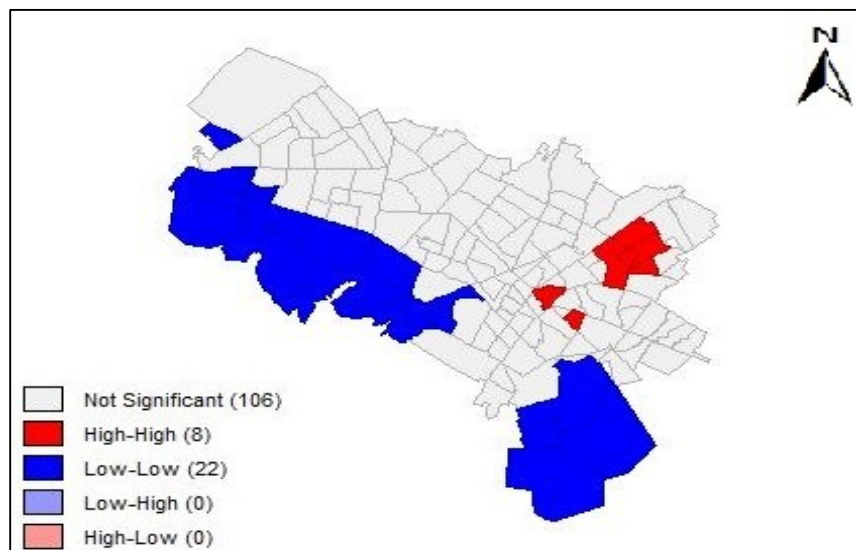 N
Not Significant (106)
High-High (8)
Low-Low (22)
Low-High (0)
High-Low (0)